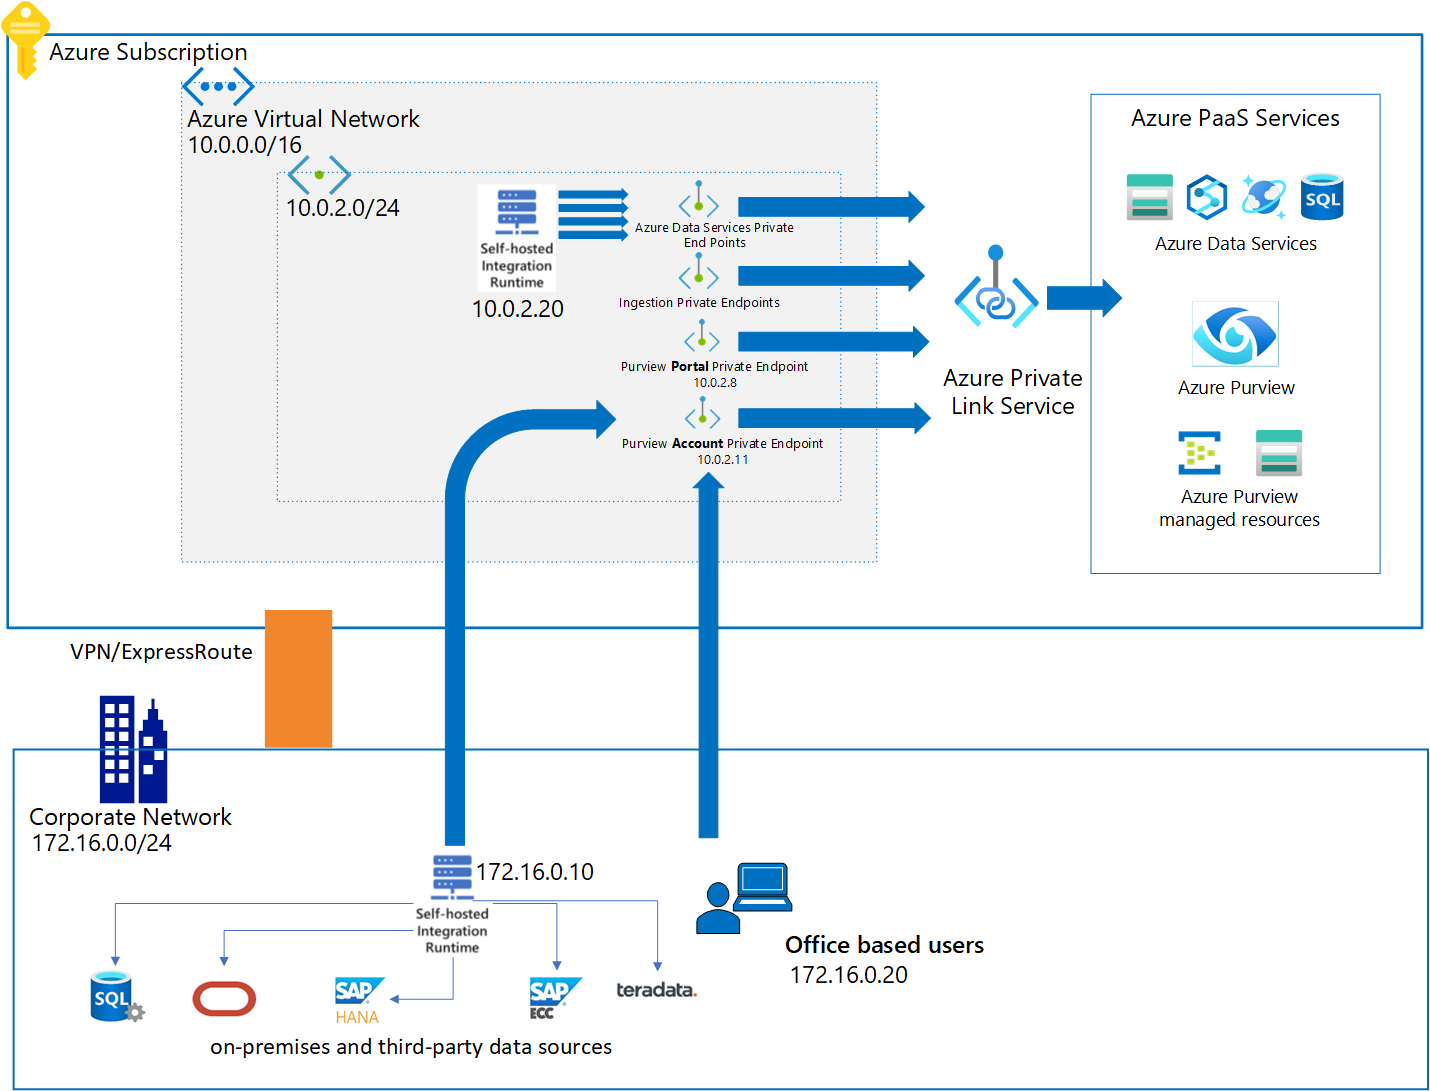 Azure Subscription
Azure Virtual Network
10.0.0.0/16
10.0.2.0/24
Self-hosted
Integration
Runtime
10.0.2.20
Azure Data Services Private
End Points
Ingestion Private Endpoints
Purview Portal Private Endpoint
10.0.2.8
Purview Account Private Endpoint
10.0.2.11
Azure Private
Link Service
Azure PaaS Services
SQL
Azure Data Services
Azure Purview
Azure Purview
managed resources
VPN/ExpressRoute
Corporate Network
172.16.0.0/24
172.16.0.10
Self-hosted
Integration
Runtime
Office based users
172.16.0.20
SQL
SAP
HANA
SAP
ECC
teradata.
on-premises and third-party data sources